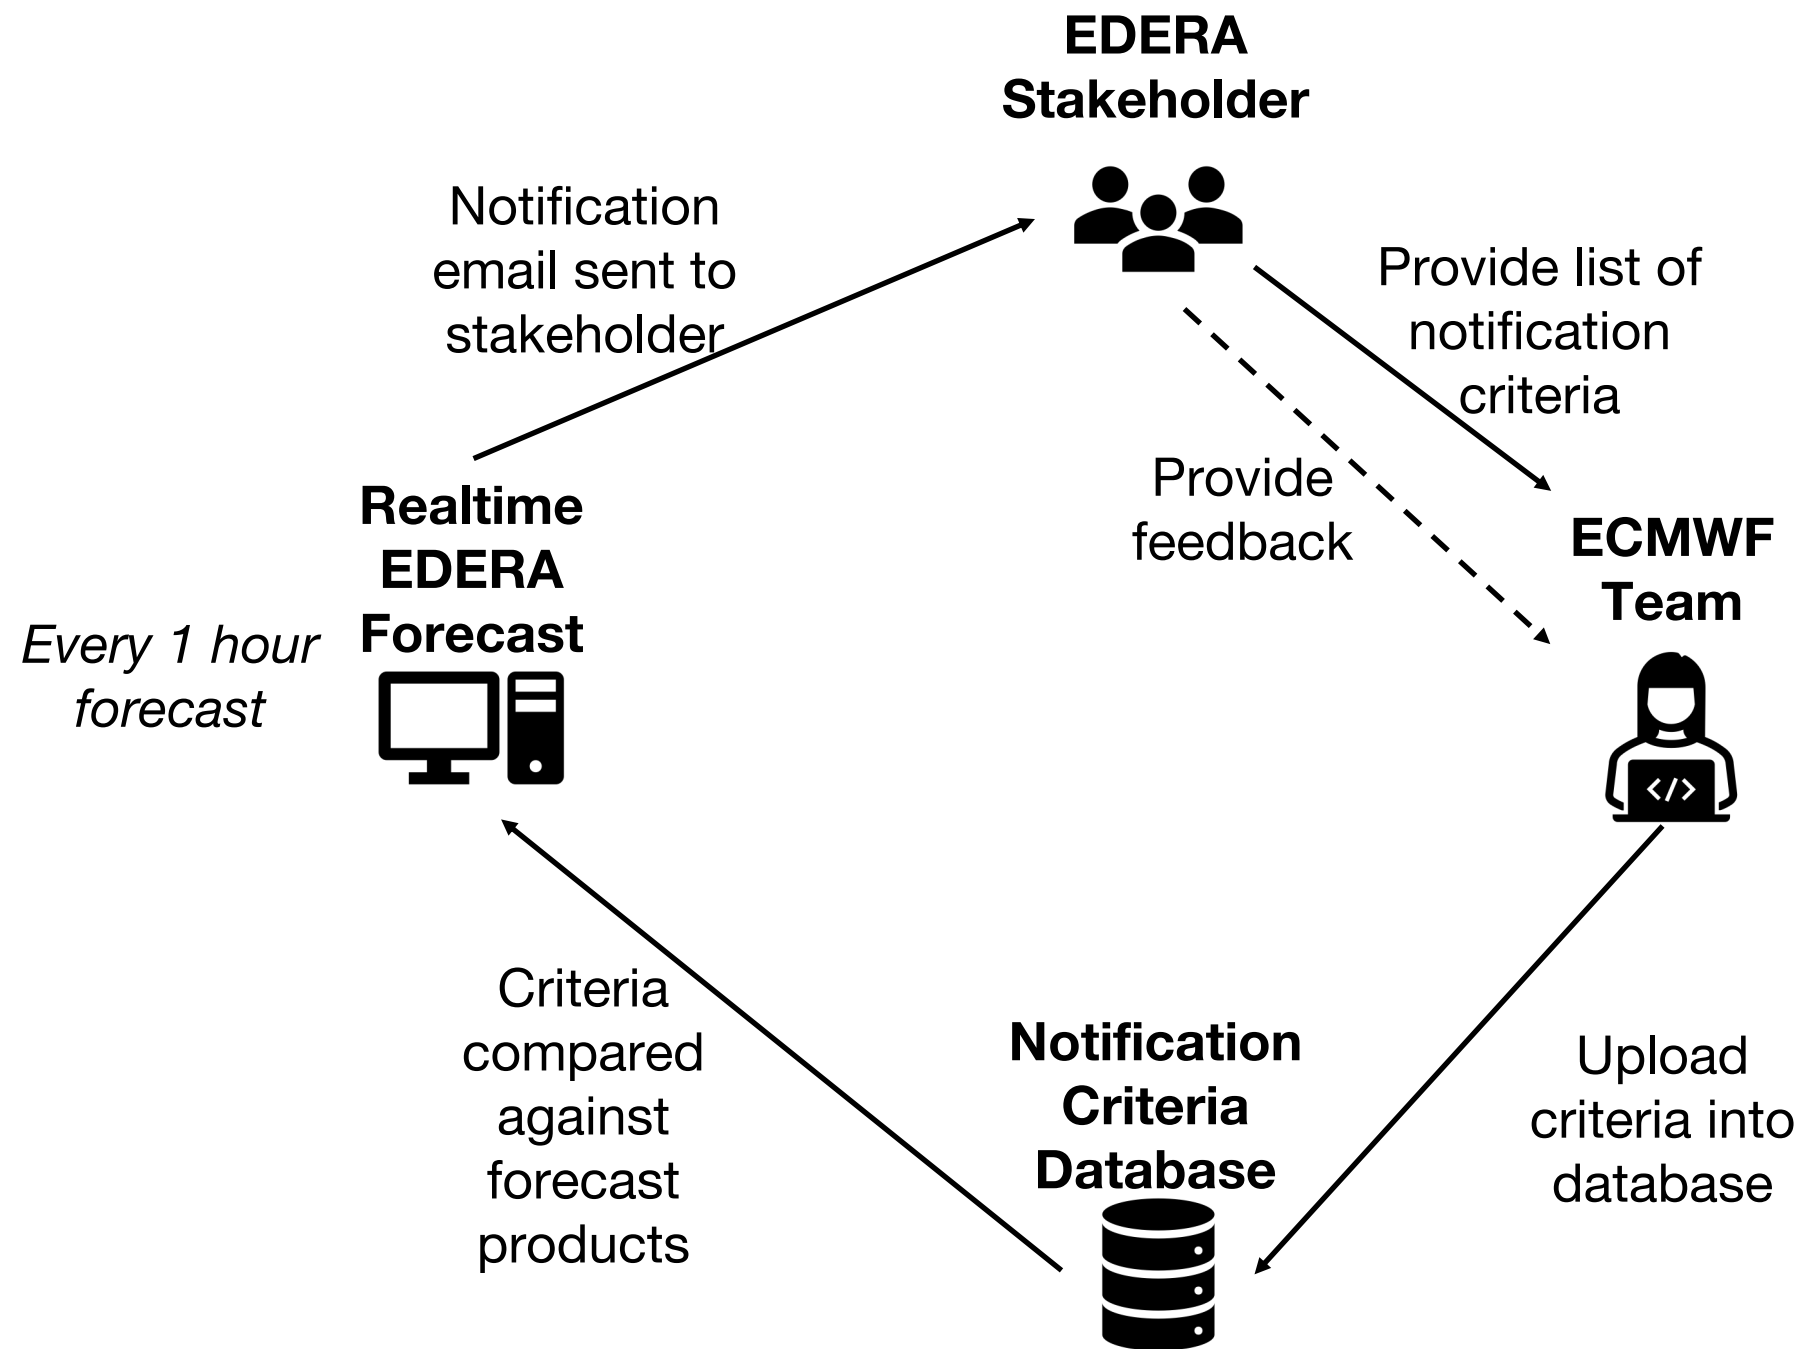 EDERA
Stakeholder
Notification
email sent to
stakeholder
Provide list of
notification
criteria
Provide
feedback
Realtime
EDERA
Forecast
Every 1 hour
forecast
ECMWF
Team
</>
Criteria
compared
against
forecast
products
Notification
Criteria
Database
Upload
criteria into
database